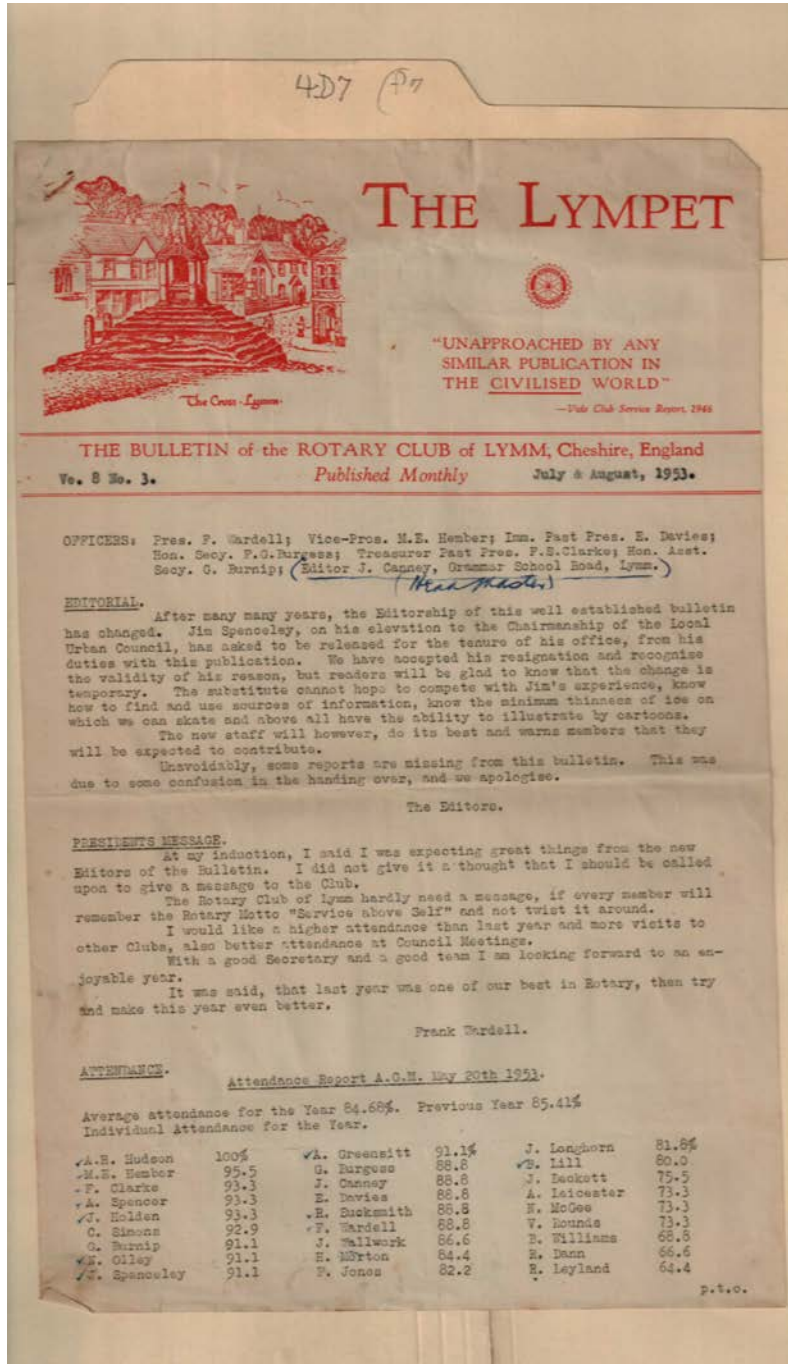 4D7 (P7
THE LYMPET
"UNAPPROACHED BY ANY
SIMILAR PUBLICATION IN
THE CIVILISED WORLD"
—Vide Club Service Report, 1946
The Cross - Lymm -
THE BULLETIN of the ROTARY CLUB of LYMM, Cheshire, England
Vo. 8 No. 3. Published Monthly July & August, 1953.
OFFICERS: Pres. F. Wardell; Vice-Pres. M.E. Hember; Imm. Past Pres. E. Davies;
Hon. Secy. F.G.Burgess; Treasurer Past Pres. F.S.Clarke; Hon. Asst.
Secy. G. Burnip; (Editor J. Canney, Grammar School Road, Lymm.)
(Head Master)
EDITORIAL.
After many many years, the Editorship of this well established bulletin
has changed. Jim Spenceley, on his elevation to the Chairmanship of the Local
Urban Council, has asked to be released for the tenure of his office, from his
duties with this publication. We have accepted his resignation and recognise
the validity of his reason, but readers will be glad to know that the change is
temporary. The substitute cannot hope to compete with Jim's experience, know
how to find and use sources of information, know the minimum thinness of ice on
which we can skate and above all have the ability to illustrate by cartoons.
The new staff will however, do its best and warns members that they
will be expected to contribute.
Unavoidably, some reports are missing from this bulletin. This was
due to some confusion in the handing over, and we apologise.
The Editors.
PRESIDENTS MESSAGE.
At my induction, I said I was expecting great things from the new
Editors of the Bulletin. I did not give it a thought that I should be called
upon to give a message to the Club.
The Rotary Club of Lymm hardly need a message, if every member will
remember the Rotary Motto "Service above Self" and not twist it around.
I would like a higher attendance than last year and more visits to
other Clubs, also better attendance at Council Meetings.
With a good Secretary and a good team I am looking forward to an en-
joyable year.
It was said, that last year was one of our best in Rotary, then try
and make this year even better.
Frank Wardell.
ATTENDANCE.
Attendance Report A.G.M. May 20th 1953.
Average attendance for the Year 84.68%. Previous Year 85.41%
Individual Attendance for the Year.
✓A.R. Hudson 100% ✓A. Greensitt 91.1% J. Longhorn 81.8%
M.E. Hember 95.5 G. Burgess 88.8 ✓B. Lill 80.0
F. Clarke 93.3 J. Canney 88.8 J. Beckett 75.5
A. Spencer 93.3 E. Davies 88.8 A. Leicester 73.3
✓J. Holden 93.3 R. Bucksmith 88.8 N. McGee 73.3
C. Simons 92.9 F. Wardell 88.8 V. Rounds 73.3
G. Burnip 91.1 J. Wallwork 86.6 B. Williams 68.8
✓N. Olley 91.1 H. Morton 84.4 R. Dann 66.6
✓J. Spenceley 91.1 P. Jones 82.2 R. Leyland 64.4
p.t.o.